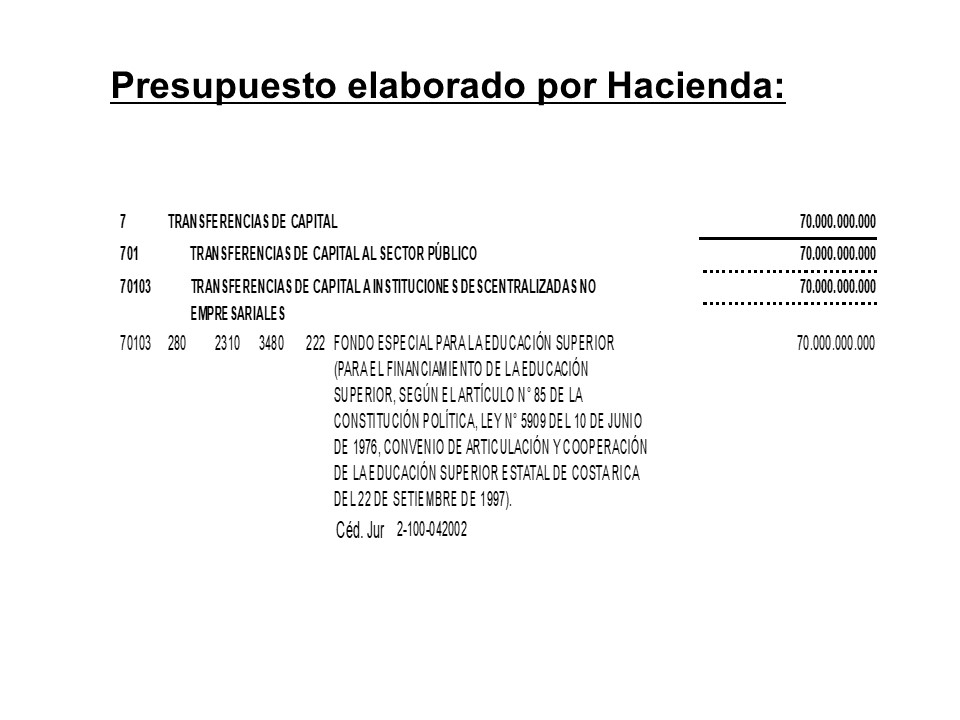 Presupuesto elaborado por Hacienda:
7 TRANSFERENCIAS DE CAPITAL 70.000.000.000
701 TRANSFERENCIAS DE CAPITAL AL SECTOR PÚBLICO 70.000.000.000
70103 TRANSFERENCIAS DE CAPITAL A INSTITUCIONES DESCENTRALIZADAS NO 70.000.000.000
EMPRESARIALES
70103 280 2310 3480 222 FONDO ESPECIAL PARA LA EDUCACIÓN SUPERIOR 70.000.000.000
(PARA EL FINANCIAMIENTO DE LA EDUCACIÓN
SUPERIOR, SEGÚN EL ARTÍCULO N° 85 DE LA
CONSTITUCIÓN POLÍTICA, LEY N° 5909 DEL 10 DE JUNIO
DE 1976, CONVENIO DE ARTICULACIÓN Y COOPERACIÓN
DE LA EDUCACIÓN SUPERIOR ESTATAL DE COSTA RICA
DEL 22 DE SETIEMBRE DE 1997).
Céd. Jur 2-100-042002